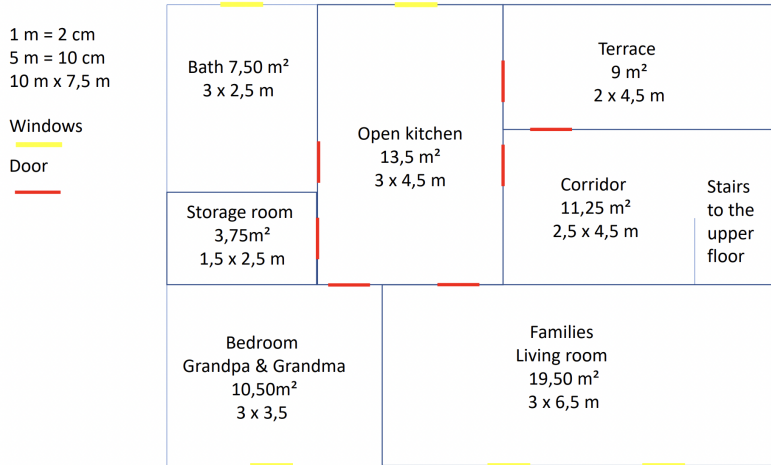 1 m = 2 cm
5 m = 10 cm
10 m x 7,5 m
Windows
Door
Bath 7,50 m²
3 x 2,5 m
Open kitchen
13,5 m²
3 x 4,5 m
Terrace
9 m²
2 x 4,5 m
Storage room
3,75m²
1,5 x 2,5 m
Corridor
11,25 m²
2,5 x 4,5 m
Stairs
to the
upper
floor
Bedroom
Grandpa & Grandma
10,50m²
3 x 3,5
Families
Living room
19,50 m²
3 x 6,5 m